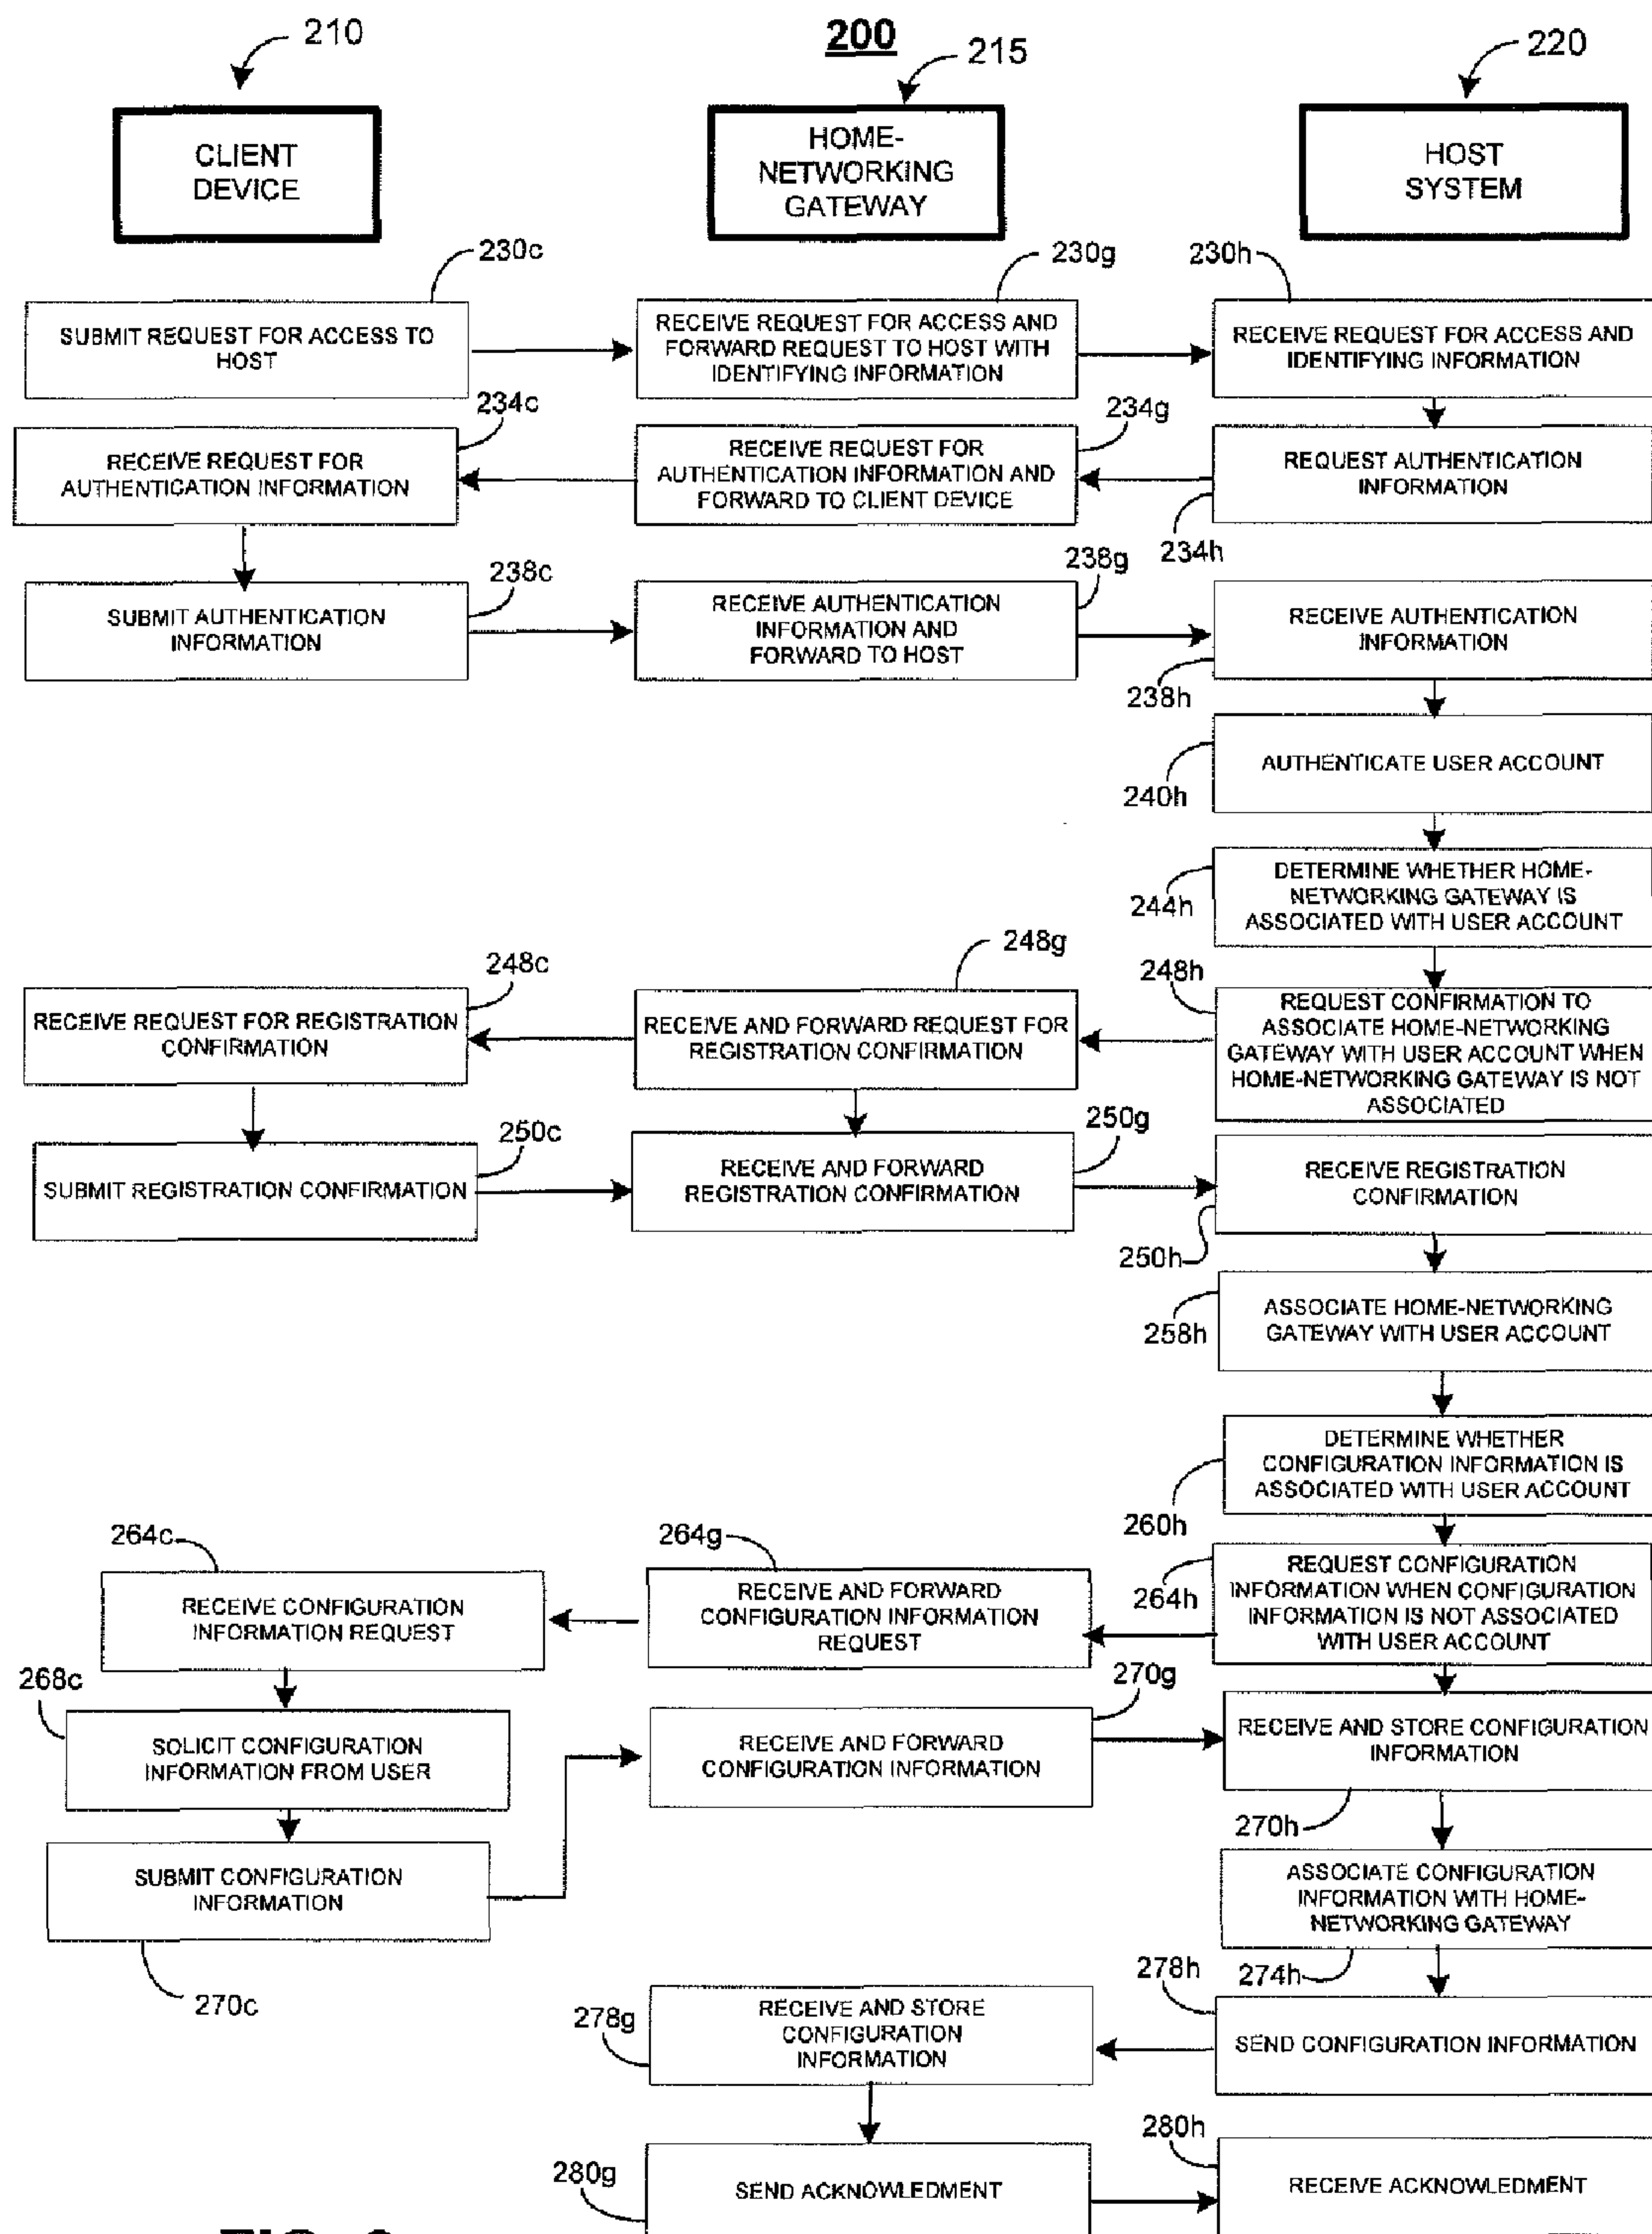 200
210
215
220
CLIENT
DEVICE
HOME-
NETWORKING
GATEWAY
HOST
SYSTEM
230c
230g
230h
SUBMIT REQUEST FOR ACCESS TO
HOST
RECEIVE REQUEST FOR ACCESS AND
FORWARD REQUEST TO HOST WITH
IDENTIFYING INFORMATION
RECEIVE REQUEST FOR ACCESS AND
IDENTIFYING INFORMATION
234c
234g
RECEIVE REQUEST FOR
AUTHENTICATION INFORMATION
RECEIVE REQUEST FOR
AUTHENTICATION INFORMATION AND
FORWARD TO CLIENT DEVICE
REQUEST AUTHENTICATION
INFORMATION
234h
238c
238g
SUBMIT AUTHENTICATION
INFORMATION
RECEIVE AUTHENTICATION
INFORMATION AND
FORWARD TO HOST
RECEIVE AUTHENTICATION
INFORMATION
238h
AUTHENTICATE USER ACCOUNT
240h
DETERMINE WHETHER HOME-
NETWORKING GATEWAY IS
ASSOCIATED WITH USER ACCOUNT
244h
248c
248g
248h
RECEIVE REQUEST FOR REGISTRATION
CONFIRMATION
RECEIVE AND FORWARD REQUEST FOR
REGISTRATION CONFIRMATION
REQUEST CONFIRMATION TO
ASSOCIATE HOME-NETWORKING
GATEWAY WITH USER ACCOUNT WHEN
HOME-NETWORKING GATEWAY IS NOT
ASSOCIATED
250c
250g
SUBMIT REGISTRATION CONFIRMATION
RECEIVE AND FORWARD
REGISTRATION CONFIRMATION
RECEIVE REGISTRATION
CONFIRMATION
250h
ASSOCIATE HOME-NETWORKING
GATEWAY WITH USER ACCOUNT
258h
DETERMINE WHETHER
CONFIGURATION INFORMATION IS
ASSOCIATED WITH USER ACCOUNT
260h
264c
264g
264h
RECEIVE CONFIGURATION
INFORMATION REQUEST
RECEIVE AND FORWARD
CONFIGURATION INFORMATION
REQUEST
REQUEST CONFIGURATION
INFORMATION WHEN CONFIGURATION
INFORMATION IS NOT ASSOCIATED
WITH USER ACCOUNT
268c
270g
SOLICIT CONFIGURATION
INFORMATION FROM USER
RECEIVE AND FORWARD
CONFIGURATION INFORMATION
RECEIVE AND STORE CONFIGURATION
INFORMATION
270h
SUBMIT CONFIGURATION
INFORMATION
270c
ASSOCIATE CONFIGURATION
INFORMATION WITH HOME-
NETWORKING GATEWAY
274h
278h
278g
RECEIVE AND STORE
CONFIGURATION
INFORMATION
SEND CONFIGURATION INFORMATION
280h
280g
SEND ACKNOWLEDMENT
RECEIVE ACKNOWLEDMENT